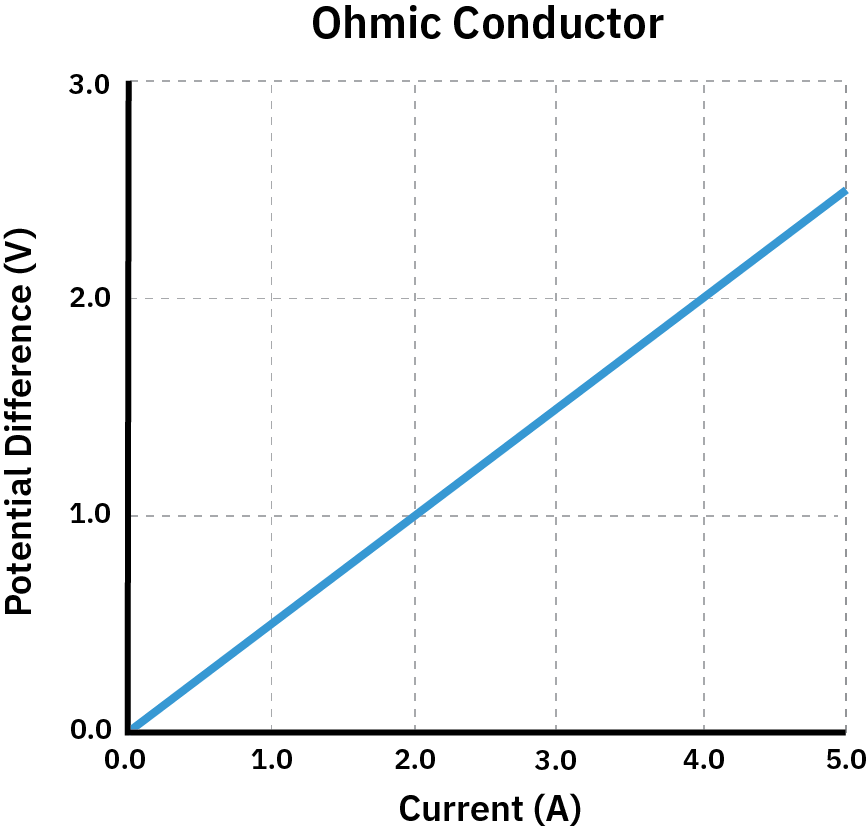 Ohmic Conductor
3.0
2.0
1.0
0.0
Potential Difference (V)
0.0 1.0 2.0 3.0 4.0 5.0
Current (A)